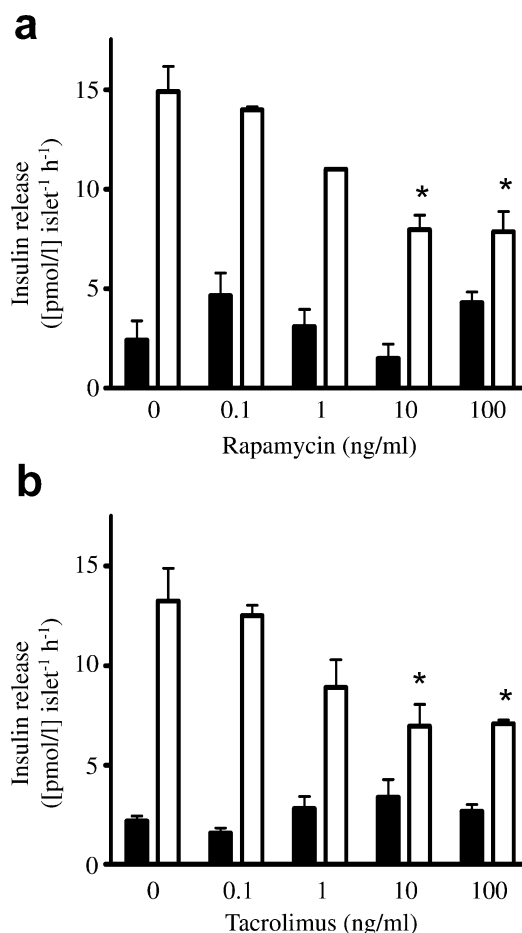 a
Insulin release
([pmol/l] islet⁻¹ h⁻¹)
15
10
5
0
*
*
0 0.1 1 10 100
Rapamycin (ng/ml)
b
Insulin release
([pmol/l] islet⁻¹ h⁻¹)
15
10
5
0
*
*
0 0.1 1 10 100
Tacrolimus (ng/ml)